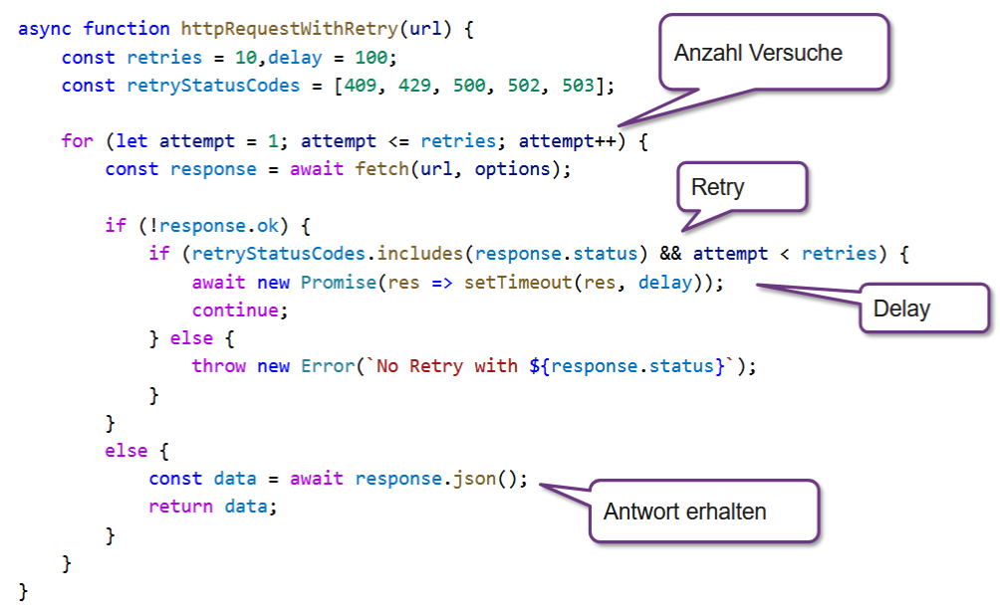 async function httpRequestWithRetry(url) {
const retries = 10,delay = 100;
const retryStatusCodes = [409, 429, 500, 502, 503];
Anzahl Versuche
for (let attempt = 1; attempt <= retries; attempt++) {
const response = await fetch(url, options);
Retry
if (!response.ok) {
if (retryStatusCodes.includes(response.status) && attempt < retries) {
await new Promise(res => setTimeout(res, delay));
Delay
continue;
} else {
throw new Error(`No Retry with ${response.status}`);
}
}
else {
const data = await response.json();
Antwort erhalten
return data;
}
}
}